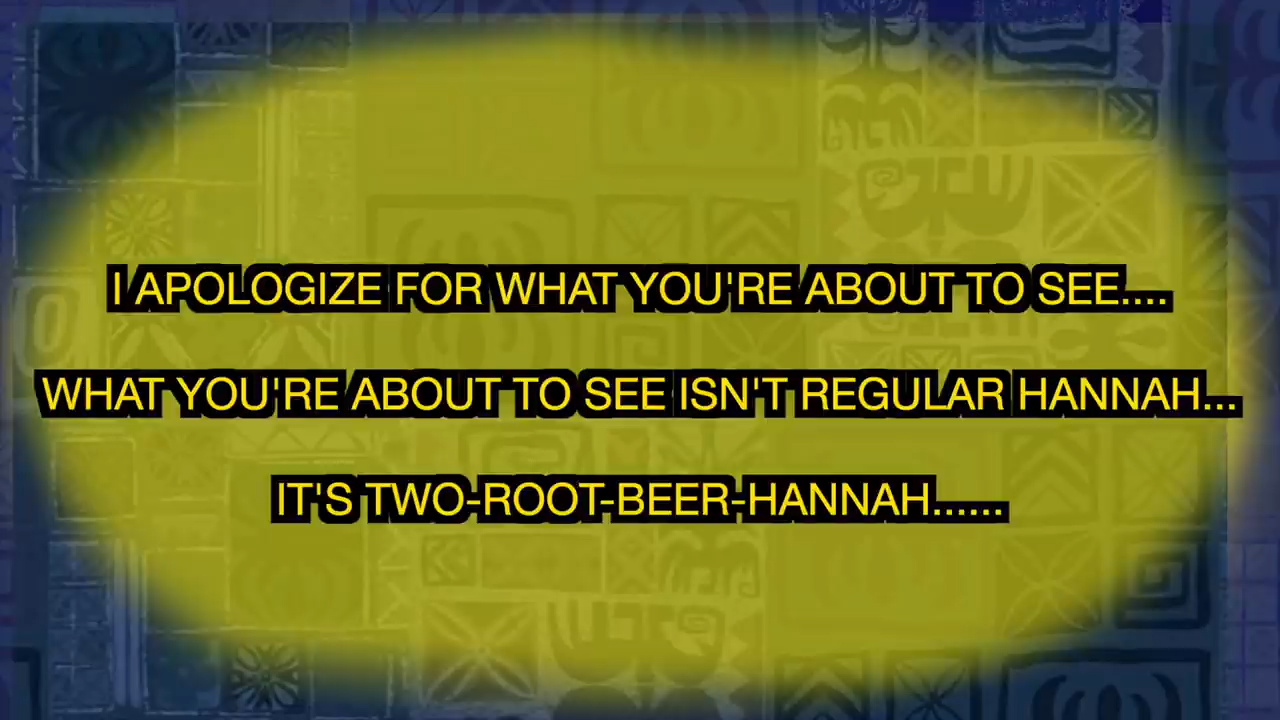 I APOLOGIZE FOR WHAT YOU'RE ABOUT TO SEE....
WHAT YOU'RE ABOUT TO SEE ISN'T REGULAR HANNAH...
IT'S TWO-ROOT-BEER-HANNAH......